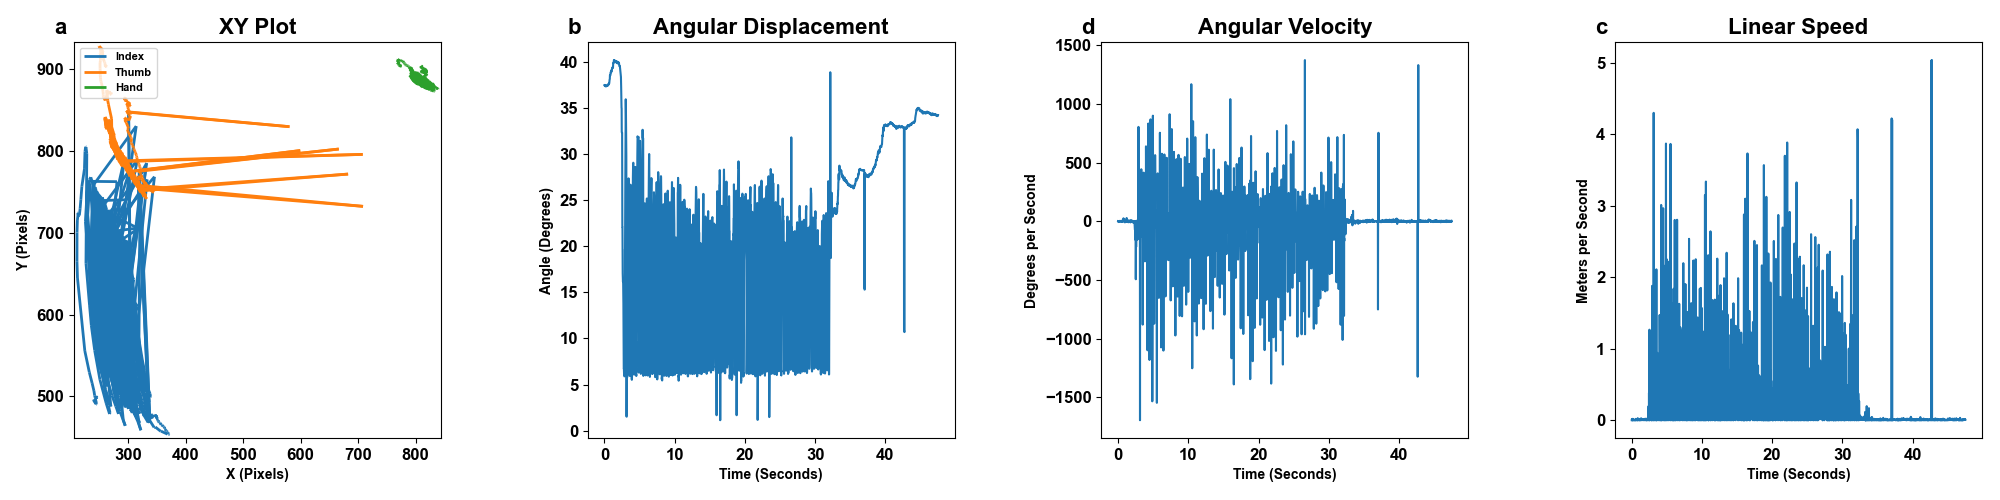 a XY Plot
Index
Thumb
Hand
900
800
700
600
500
Y (Pixels)
300 400 500 600 700 800
X (Pixels)
b Angular Displacement
40
35
30
25
20
15
10
5
0
Angle (Degrees)
0 10 20 30 40
Time (Seconds)
d Angular Velocity
1500
1000
500
0
−500
−1000
−1500
Degrees per Second
0 10 20 30 40
Time (Seconds)
c Linear Speed
5
4
3
2
1
0
Meters per Second
0 10 20 30 40
Time (Seconds)